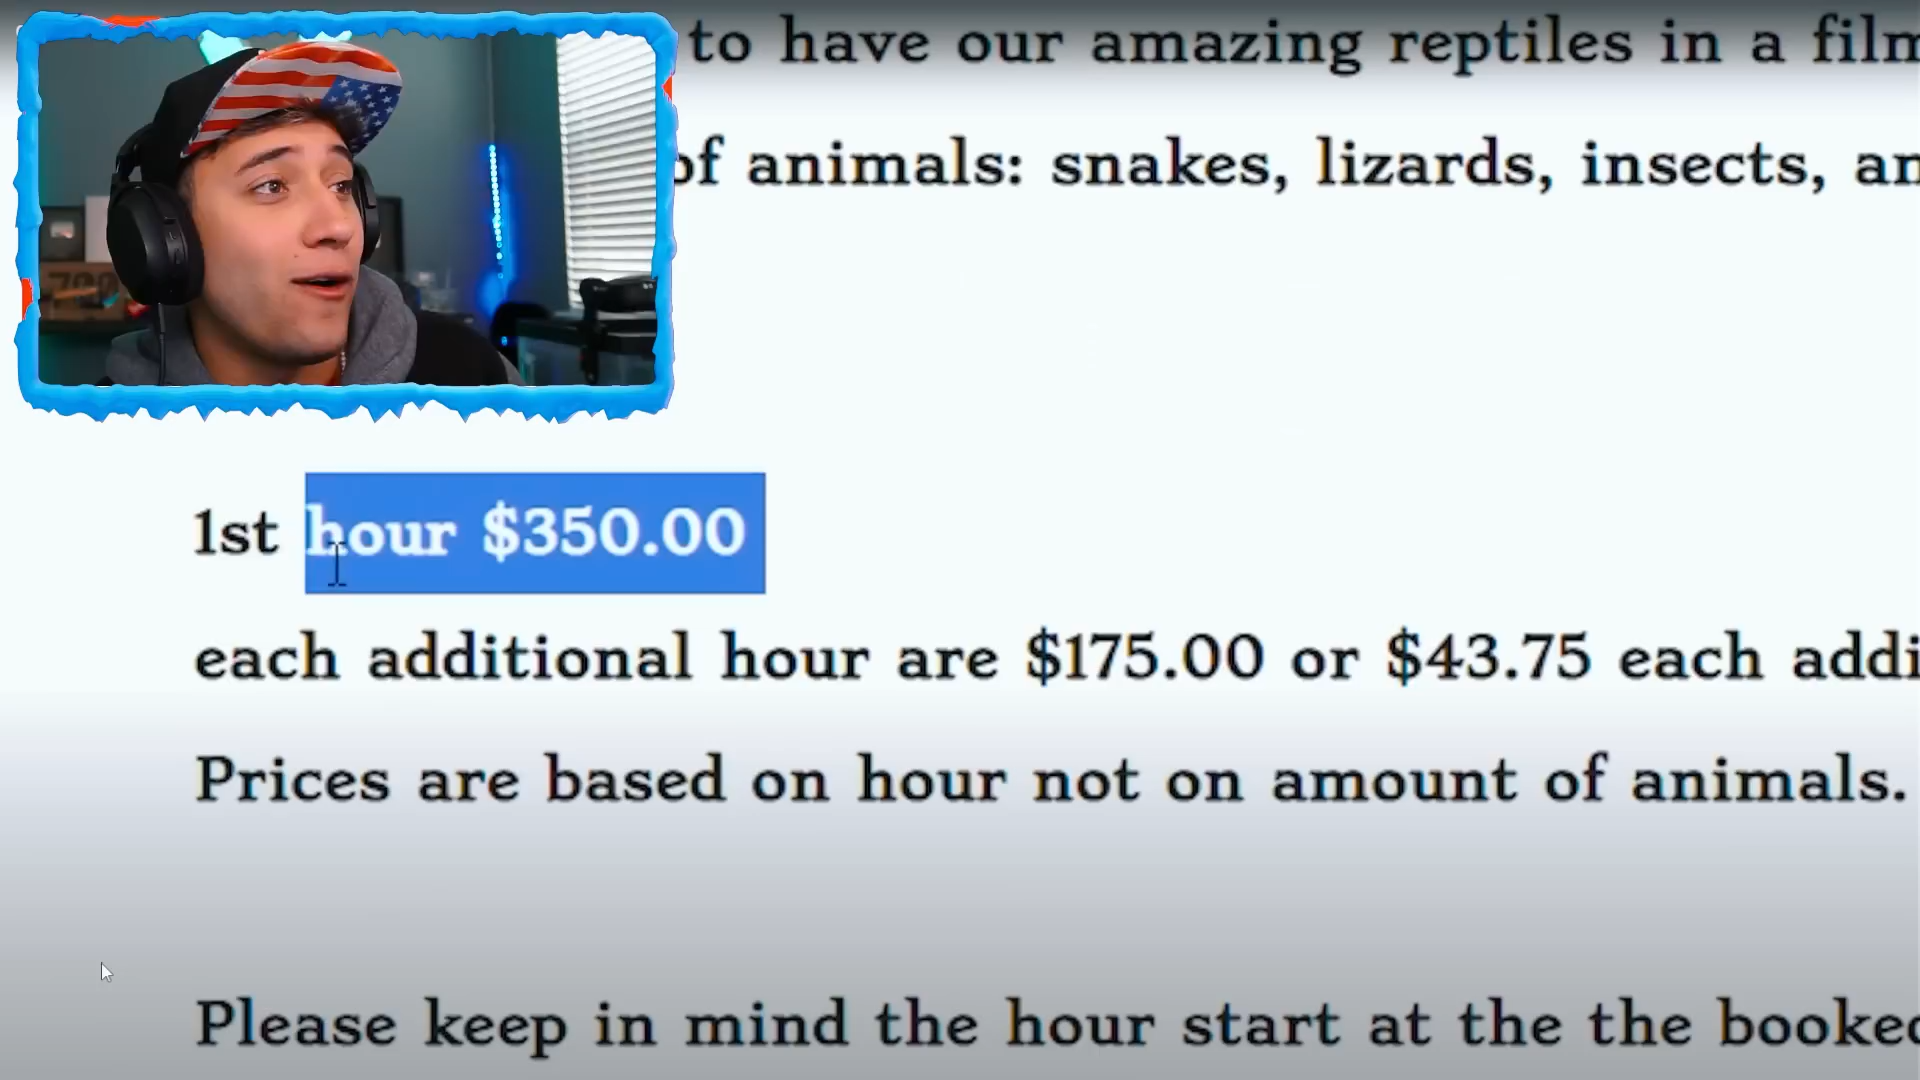 to have our amazing reptiles in a film
of animals: snakes, lizards, insects, an
1st hour $350.00
each additional hour are $175.00 or $43.75 each addi
Prices are based on hour not on amount of animals.
Please keep in mind the hour start at the the booked